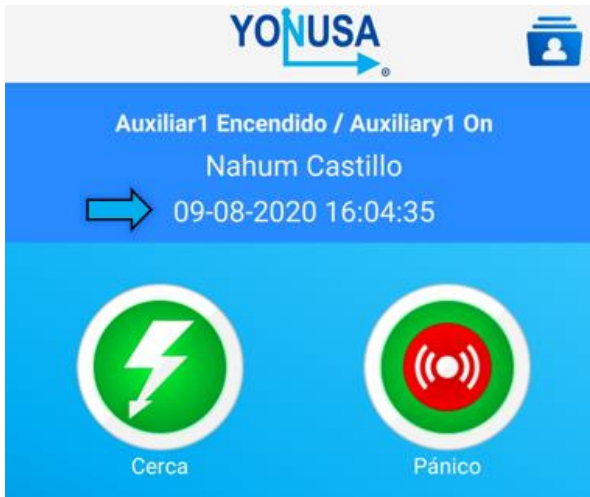 YONUSA
®
Auxiliar1 Encendido / Auxiliary1 On
Nahum Castillo
09-08-2020 16:04:35
Cerca
Pánico